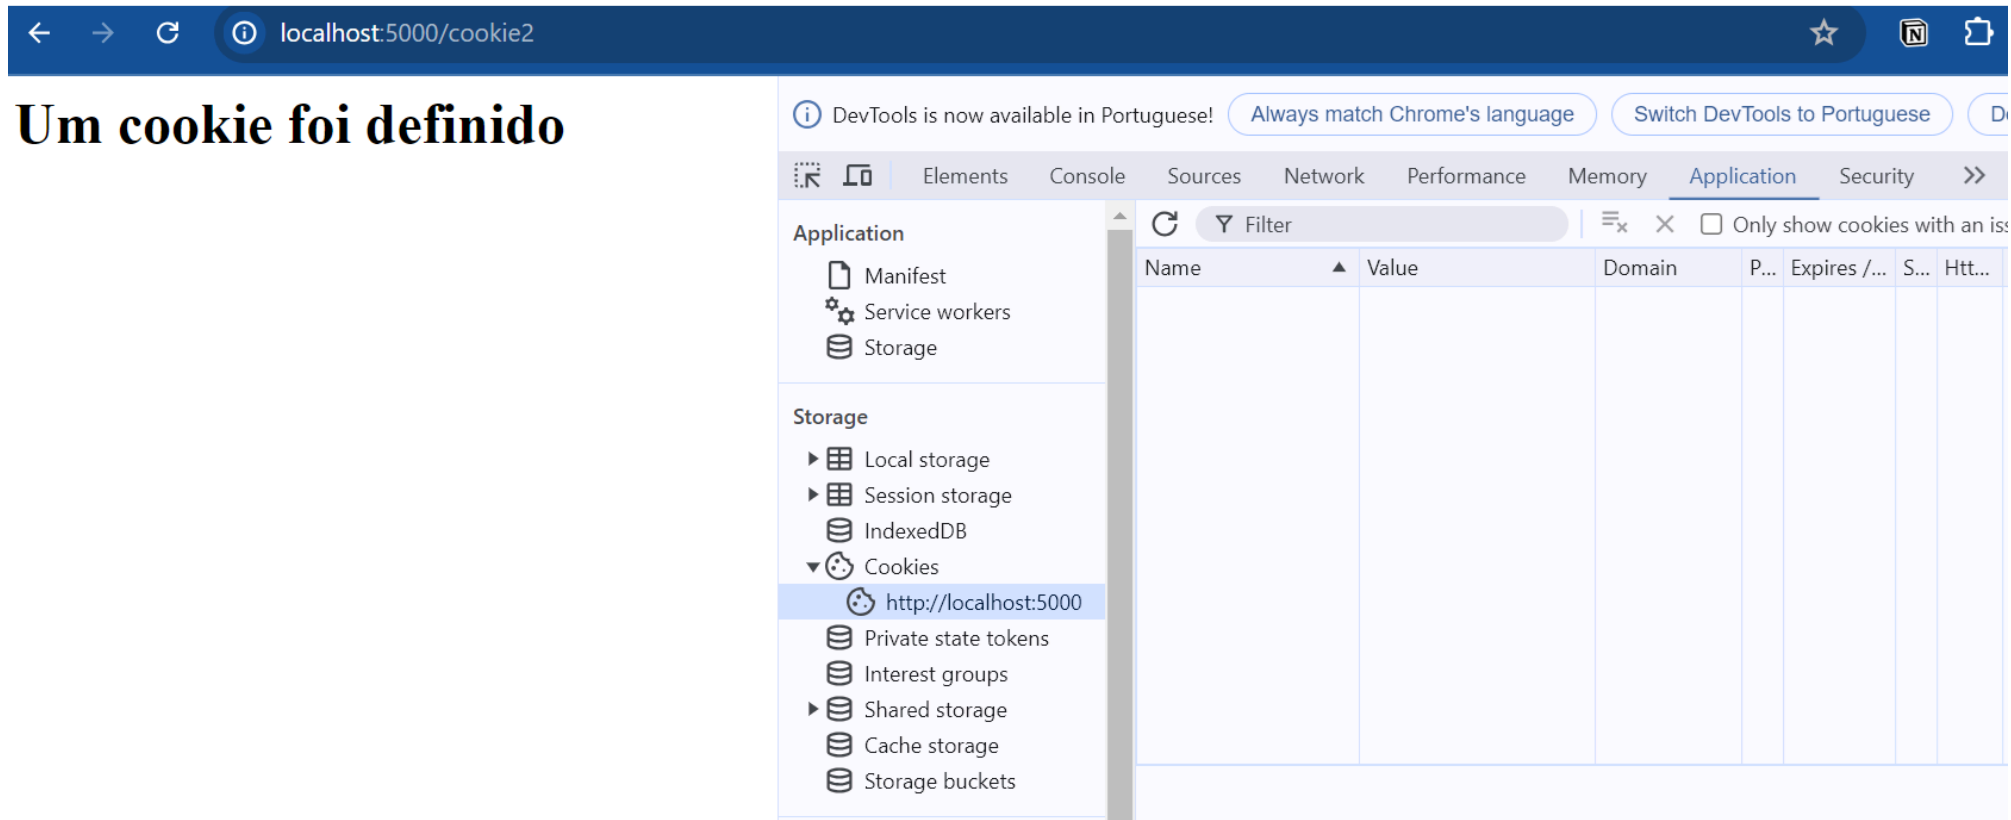 localhost:5000/cookie2
Um cookie foi definido
DevTools is now available in Portuguese! Always match Chrome's language Switch DevTools to Portuguese
Elements Console Sources Network Performance Memory Application Security
Application
Manifest
Service workers
Storage
Storage
Local storage
Session storage
IndexedDB
Cookies
http://localhost:5000
Private state tokens
Interest groups
Shared storage
Cache storage
Storage buckets
Filter Only show cookies with an iss
Name Value Domain P... Expires /... S... Htt...